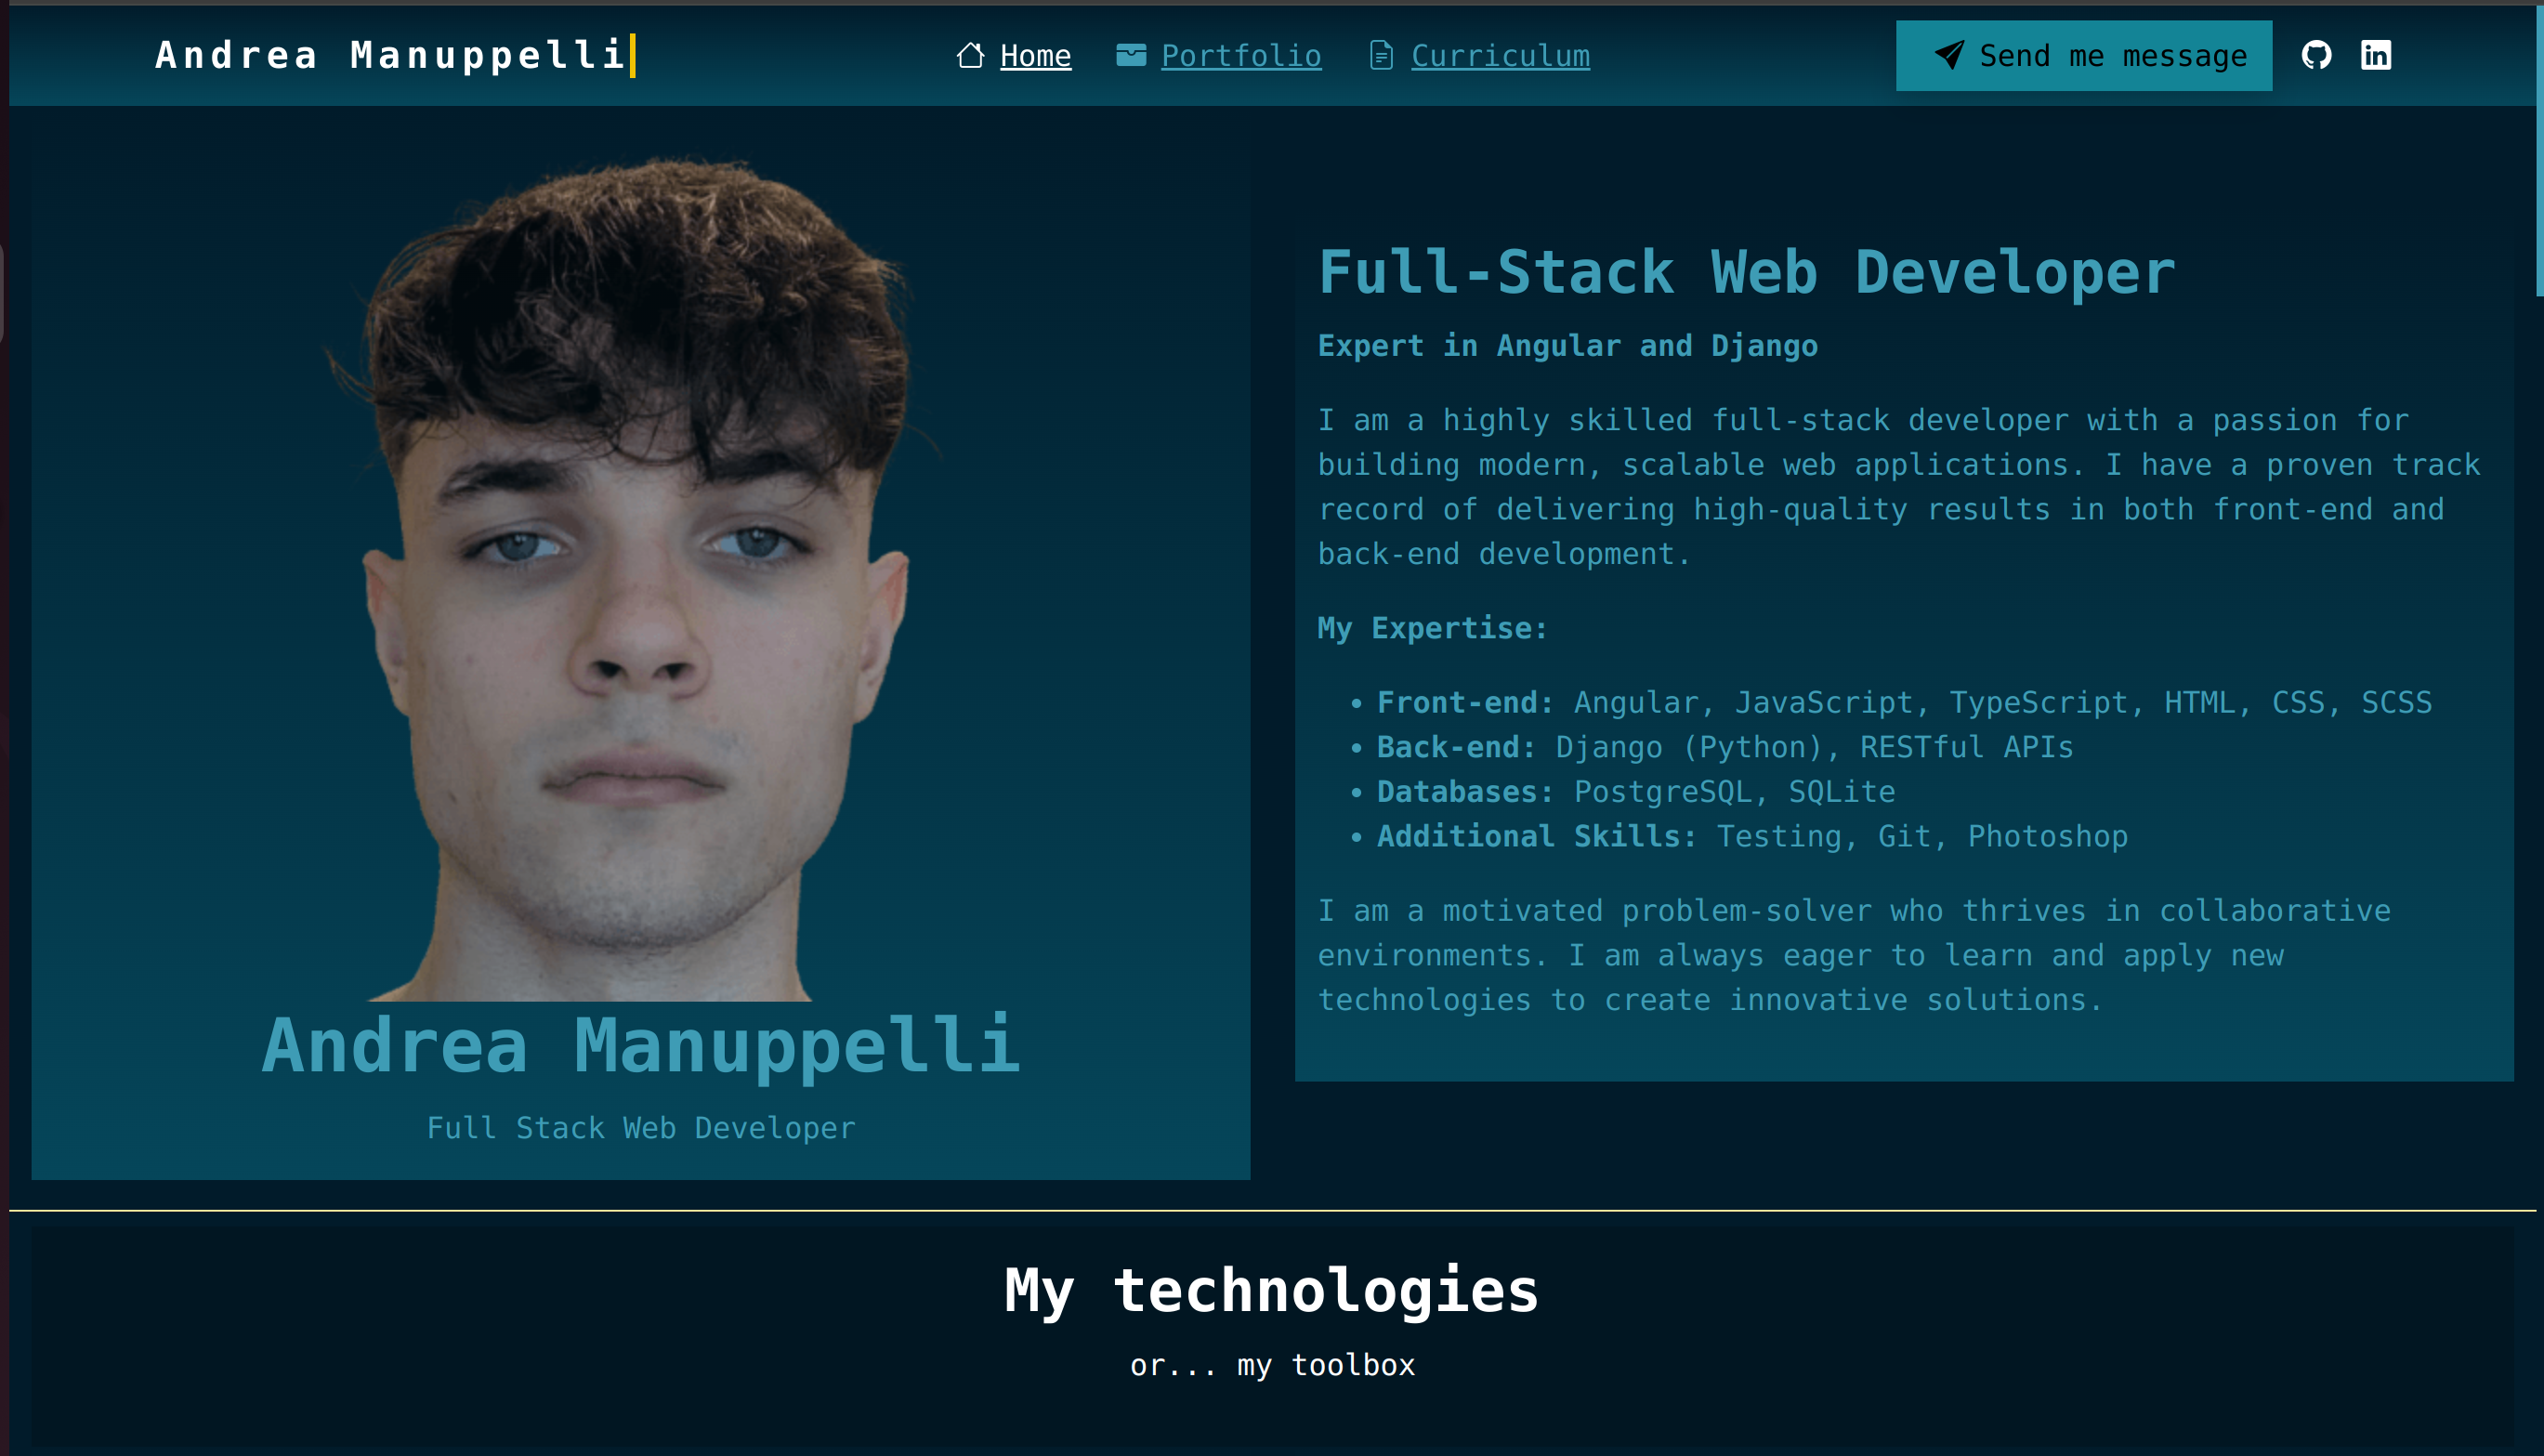 Andrea Manuppelli
Home
Portfolio
Curriculum
Send me message
Andrea Manuppelli
Full Stack Web Developer
Full-Stack Web Developer
Expert in Angular and Django
I am a highly skilled full-stack developer with a passion for
building modern, scalable web applications. I have a proven track
record of delivering high-quality results in both front-end and
back-end development.
My Expertise:
• Front-end: Angular, JavaScript, TypeScript, HTML, CSS, SCSS
• Back-end: Django (Python), RESTful APIs
• Databases: PostgreSQL, SQLite
• Additional Skills: Testing, Git, Photoshop
I am a motivated problem-solver who thrives in collaborative
environments. I am always eager to learn and apply new
technologies to create innovative solutions.
My technologies
or... my toolbox